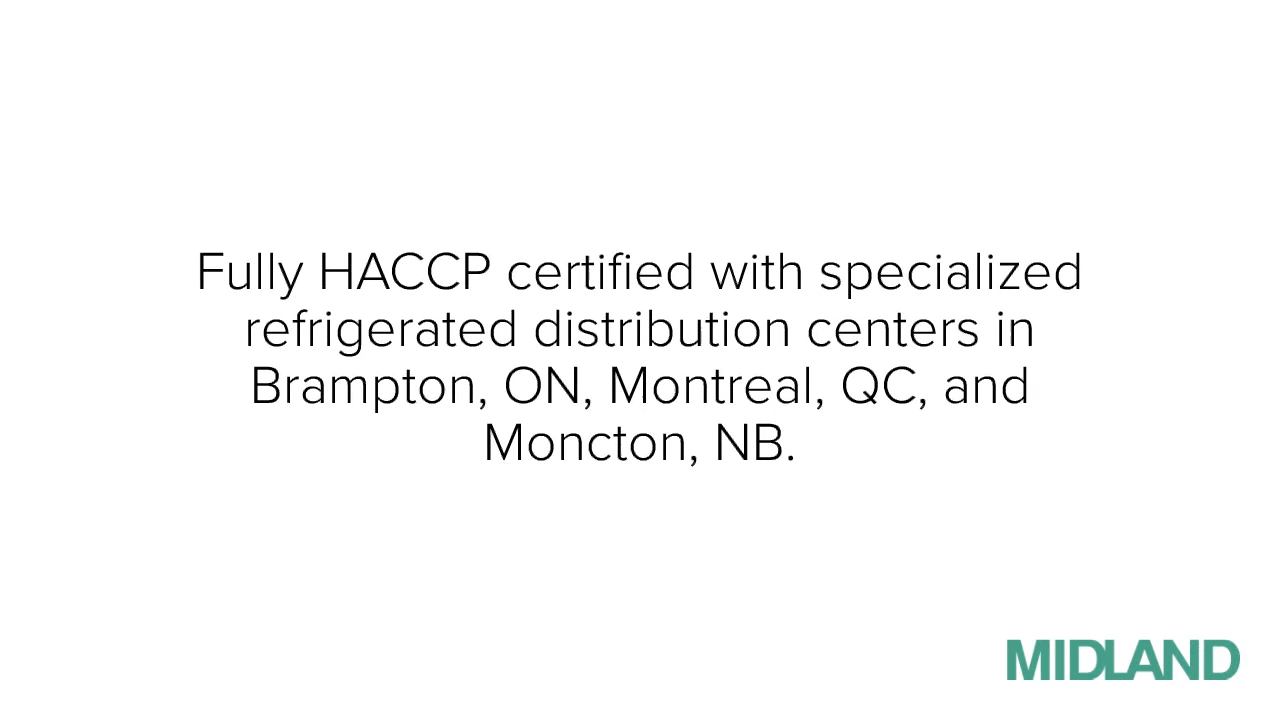 Fully HACCP certified with specialized
refrigerated distribution centers in
Brampton, ON, Montreal, QC, and
Moncton, NB.
MIDLAND